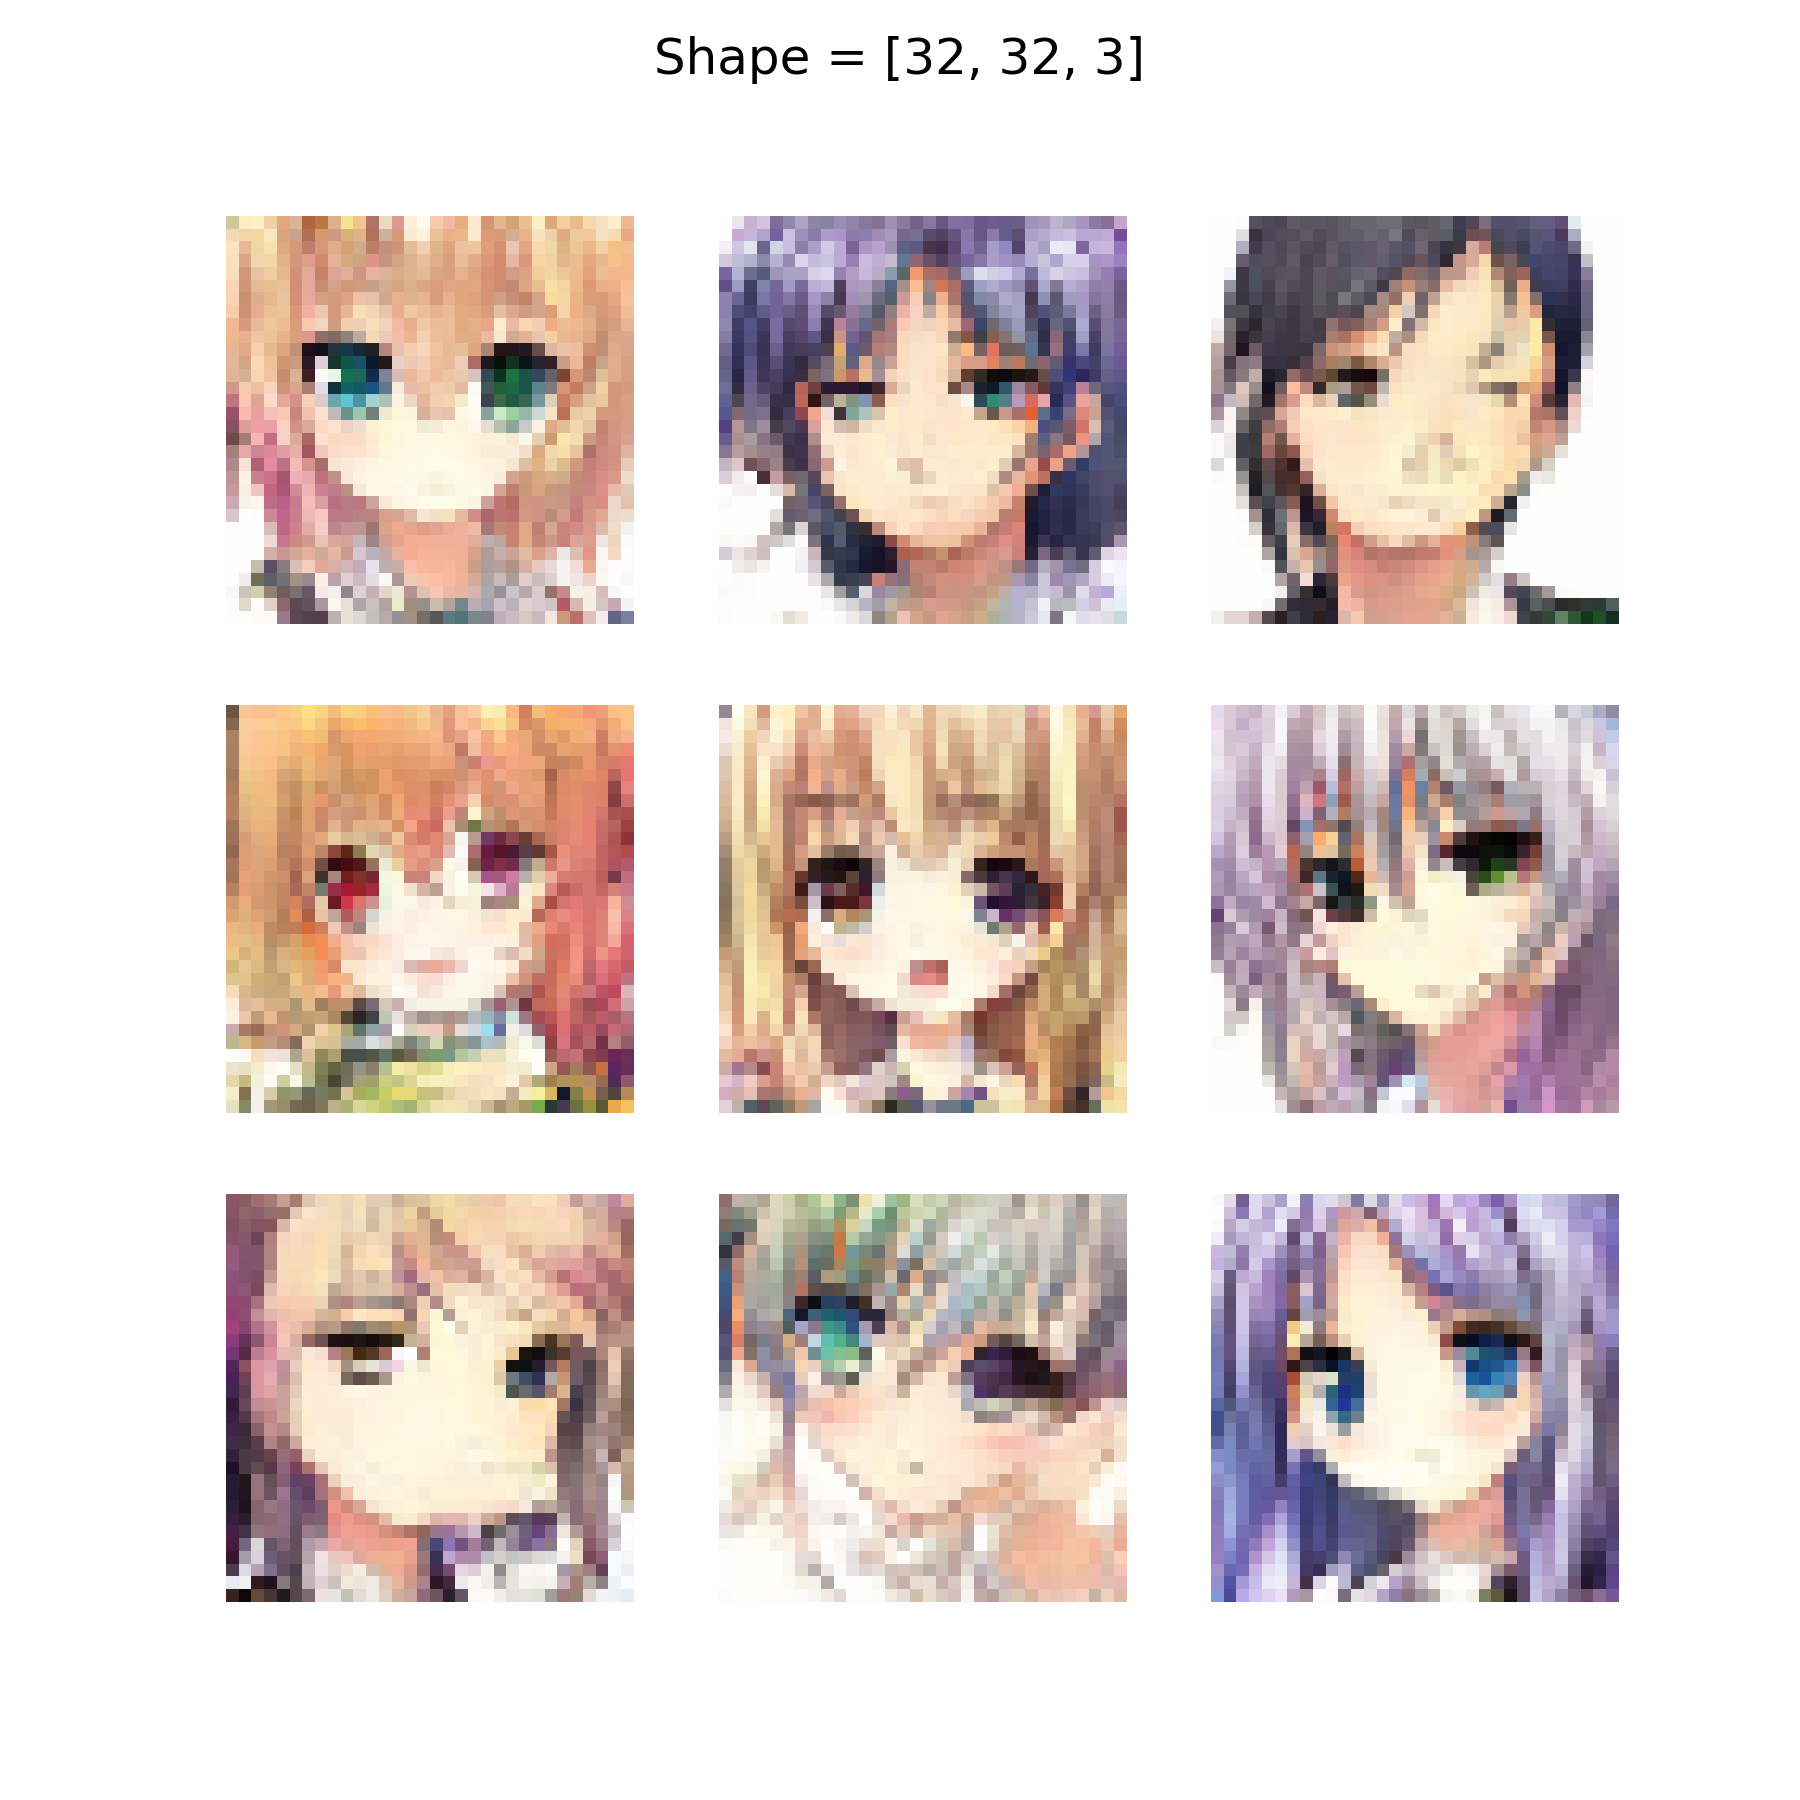 Shape = [32, 32, 3]